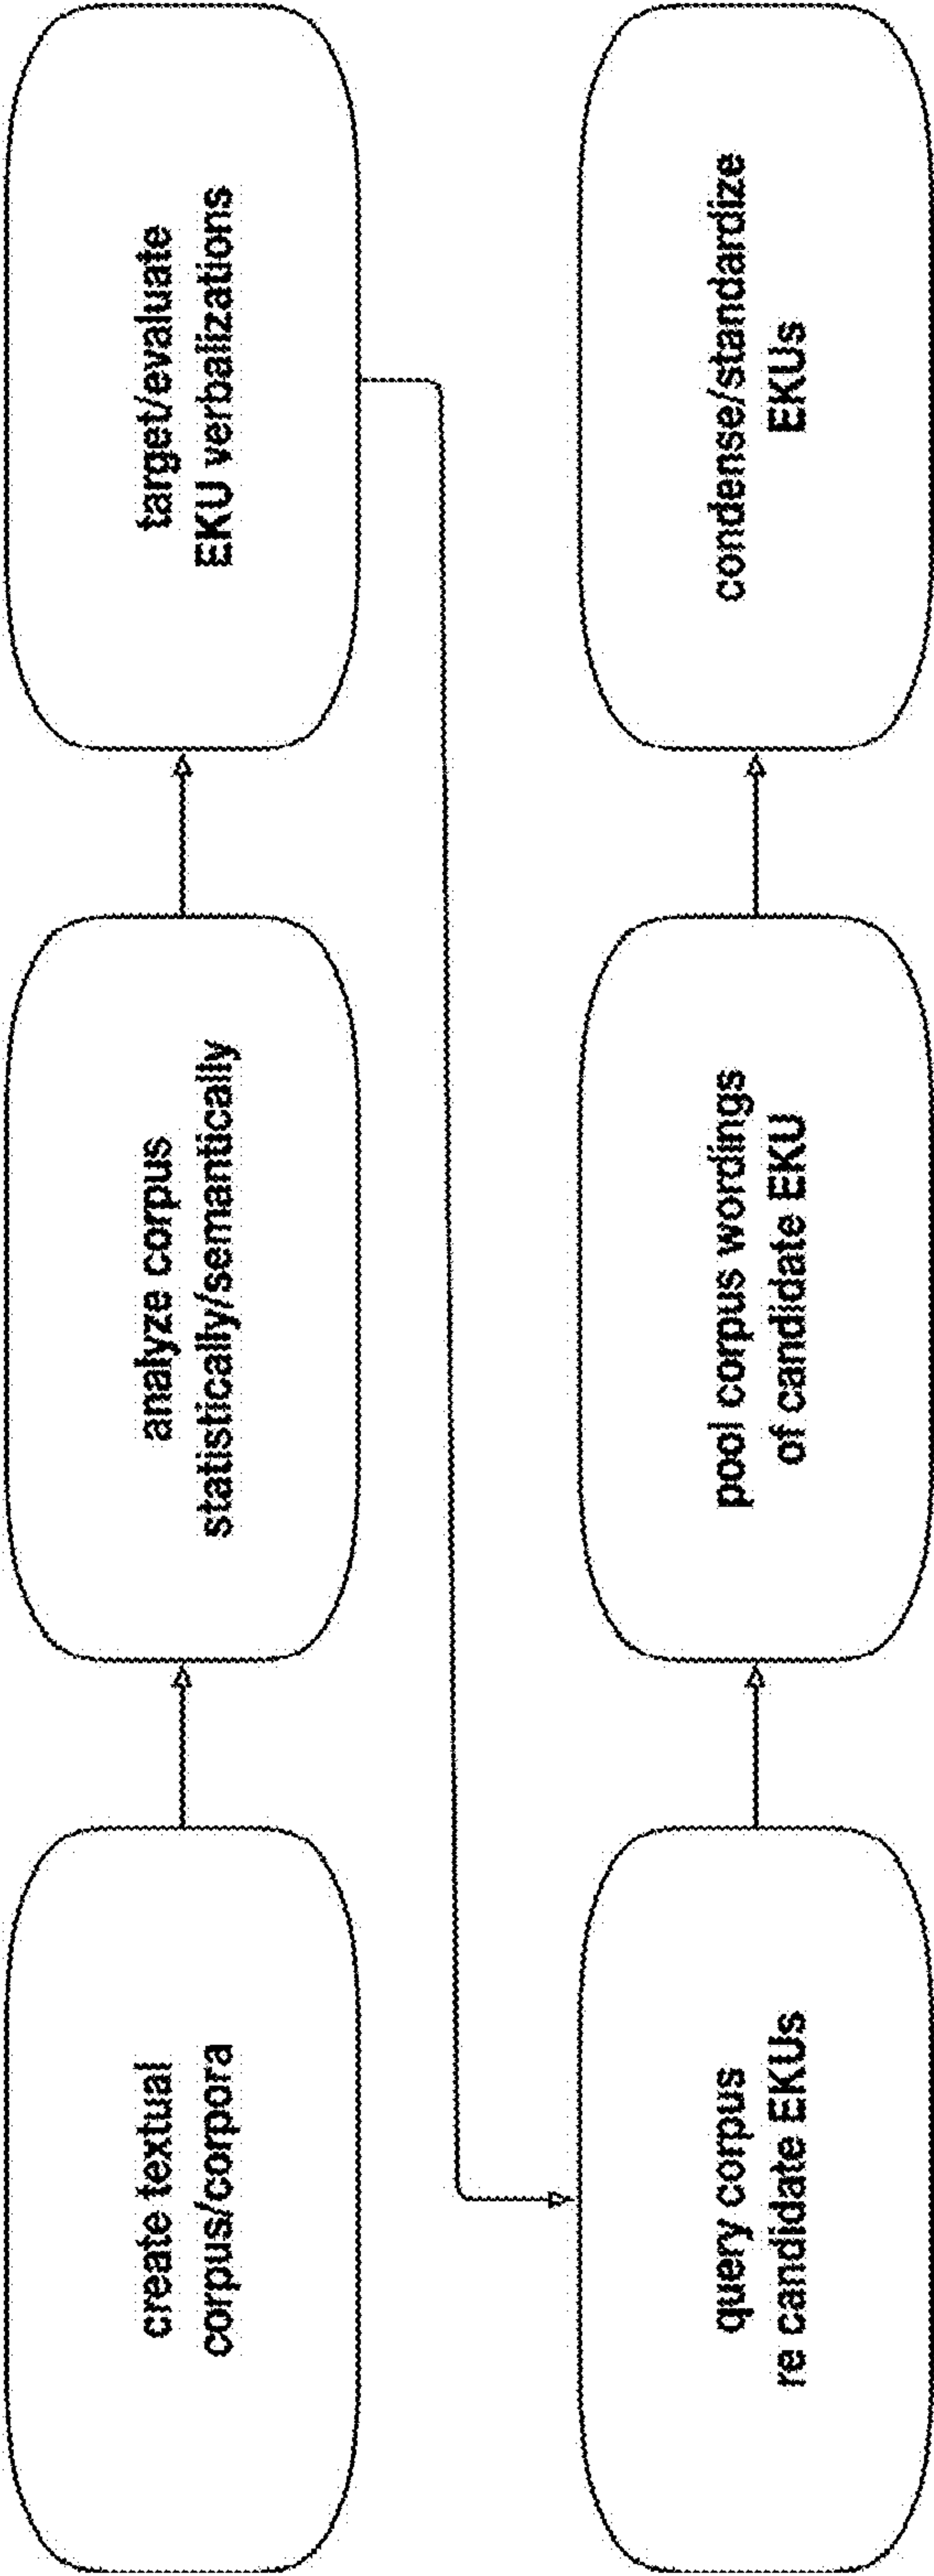 create textual
corpus/corpora
analyze corpus
statistically/semantically
target/evaluate
EKU verbalizations
query corpus
re candidate EKUs
pool corpus wordings
of candidate EKU
condense/standardize
EKUs